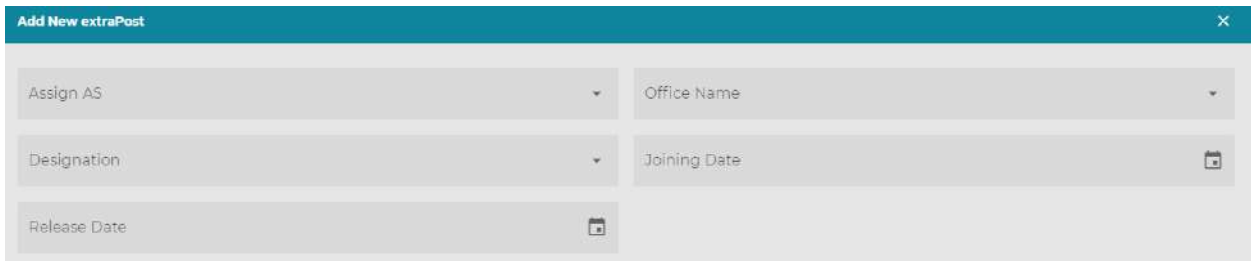 Add New extraPost
Assign AS
Office Name
Designation
Joining Date
Release Date